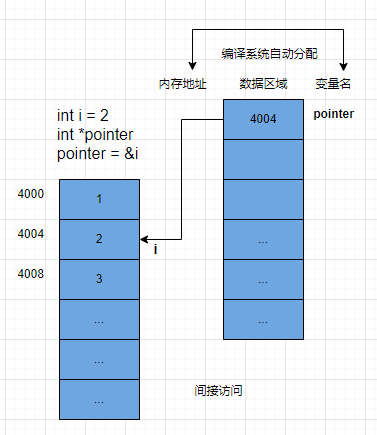 编译系统自动分配
内存地址 数据区域 变量名
4004 pointer
int i = 2
int *pointer
pointer = &i
4000 1
4004 2 i ...
4008 3 ...
... ...
...
...
间接访问